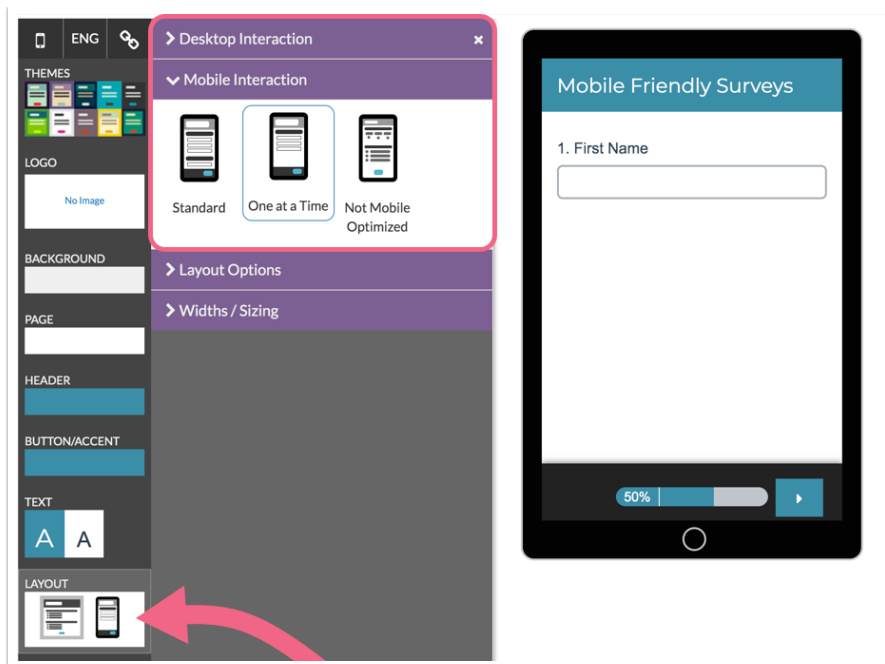 ENG
THEMES
LOGO
No Image
BACKGROUND
PAGE
HEADER
BUTTON/ACCENT
TEXT
A A
LAYOUT
Desktop Interaction
Mobile Interaction
Standard
One at a Time
Not Mobile
Optimized
Layout Options
Widths / Sizing
Mobile Friendly Surveys
1. First Name
50%